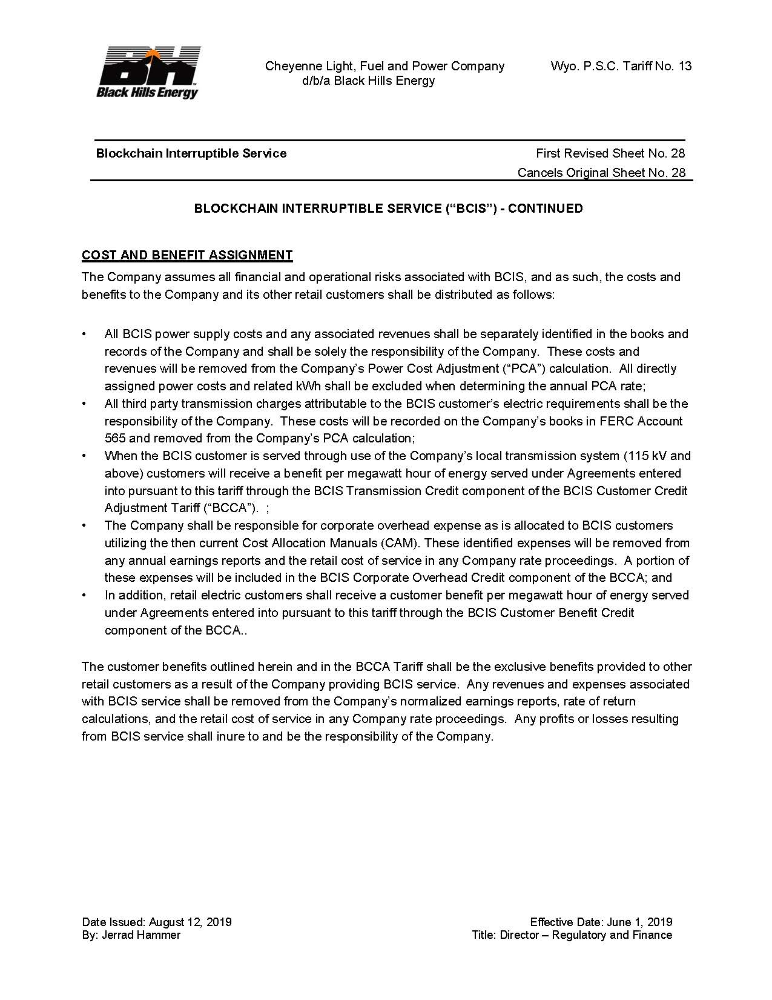 BH
Black Hills Energy
Cheyenne Light, Fuel and Power Company Wyo. P.S.C. Tariff No. 13
d/b/a Black Hills Energy
Blockchain Interruptible Service First Revised Sheet No. 28
Cancels Original Sheet No. 28
BLOCKCHAIN INTERRUPTIBLE SERVICE (“BCIS”) - CONTINUED
COST AND BENEFIT ASSIGNMENT
The Company assumes all financial and operational risks associated with BCIS, and as such, the costs and
benefits to the Company and its other retail customers shall be distributed as follows:
• All BCIS power supply costs and any associated revenues shall be separately identified in the books and
records of the Company and shall be solely the responsibility of the Company. These costs and
revenues will be removed from the Company’s Power Cost Adjustment (“PCA”) calculation. All directly
assigned power costs and related kWh shall be excluded when determining the annual PCA rate;
• All third party transmission charges attributable to the BCIS customer’s electric requirements shall be the
responsibility of the Company. These costs will be recorded on the Company’s books in FERC Account
565 and removed from the Company’s PCA calculation;
• When the BCIS customer is served through use of the Company’s local transmission system (115 kV and
above) customers will receive a benefit per megawatt hour of energy served under Agreements entered
into pursuant to this tariff through the BCIS Transmission Credit component of the BCIS Customer Credit
Adjustment Tariff (“BCCA”). ;
• The Company shall be responsible for corporate overhead expense as is allocated to BCIS customers
utilizing the then current Cost Allocation Manuals (CAM). These identified expenses will be removed from
any annual earnings reports and the retail cost of service in any Company rate proceedings. A portion of
these expenses will be included in the BCIS Corporate Overhead Credit component of the BCCA; and
• In addition, retail electric customers shall receive a customer benefit per megawatt hour of energy served
under Agreements entered into pursuant to this tariff through the BCIS Customer Benefit Credit
component of the BCCA..
The customer benefits outlined herein and in the BCCA Tariff shall be the exclusive benefits provided to other
retail customers as a result of the Company providing BCIS service. Any revenues and expenses associated
with BCIS service shall be removed from the Company’s normalized earnings reports, rate of return
calculations, and the retail cost of service in any Company rate proceedings. Any profits or losses resulting
from BCIS service shall inure to and be the responsibility of the Company.
Date Issued: August 12, 2019 Effective Date: June 1, 2019
By: Jerrad Hammer Title: Director – Regulatory and Finance